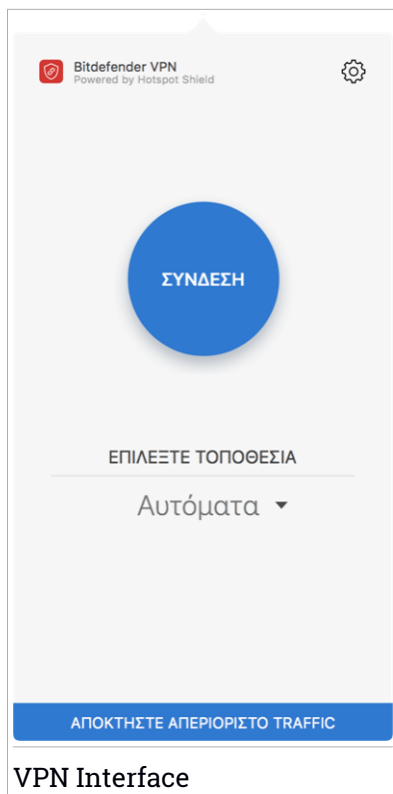 Bitdefender VPN
Powered by Hotspot Shield
ΣΥΝΔΕΣΗ
ΕΠΙΛΕΞΤΕ ΤΟΠΟΘΕΣΙΑ
Αυτόματα
ΑΠΟΚΤΗΣΤΕ ΑΠΕΡΙΟΡΙΣΤΟ TRAFFIC
VPN Interface